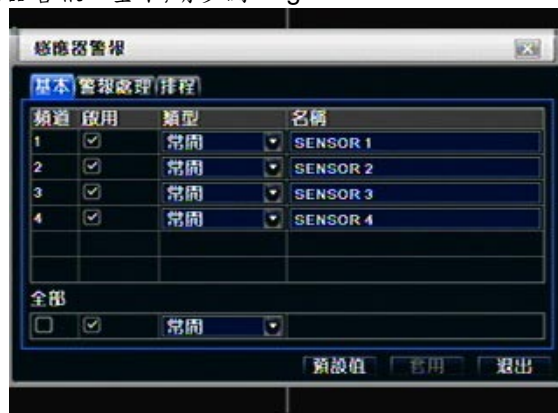 感應器警報
基本 警報處理 排程
頻道 啟用 類型 名稱
1 常開 SENSOR 1
2 常開 SENSOR 2
3 常開 SENSOR 3
4 常開 SENSOR 4
全部
常開
預設值 套用 退出